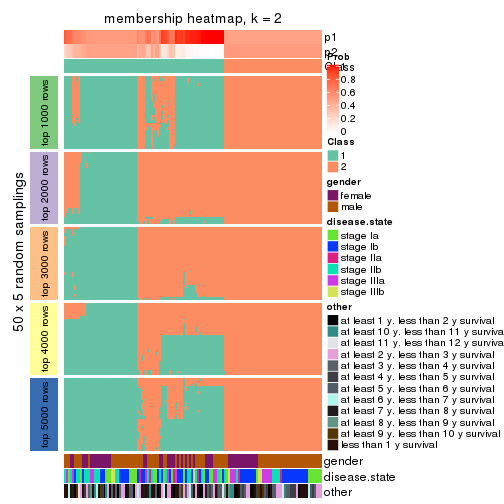 membership heatmap, k = 2
p1
p2
Class
50 x 5 random samplings
top 1000 rows
top 2000 rows
top 3000 rows
top 4000 rows
top 5000 rows
gender
disease.state
other
Prob
1
0.8
0.6
0.4
0.2
0
Class
1
2
gender
female
male
disease.state
stage Ia
stage Ib
stage IIa
stage IIb
stage IIIa
stage IIIb
other
at least 1 y. less than 2 y survival
at least 10 y. less than 11 y surviva
at least 11 y. less than 12 y surviva
at least 2 y. less than 3 y survival
at least 3 y. less than 4 y survival
at least 4 y. less than 5 y survival
at least 5 y. less than 6 y survival
at least 6 y. less than 7 y survival
at least 7 y. less than 8 y survival
at least 8 y. less than 9 y survival
at least 9 y. less than 10 y survival
less than 1 y survival